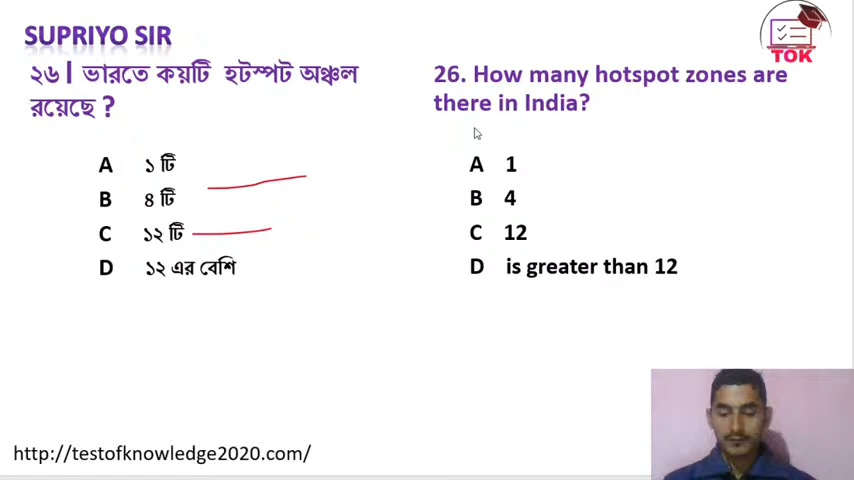 SUPRIYO SIR
TOK
২৬। ভারতে কয়টি হটস্পট অঞ্চল
রয়েছে ?
A ১ টি
B ৪ টি
C ১২ টি
D ১২ এর বেশি
26. How many hotspot zones are
there in India?
A 1
B 4
C 12
D is greater than 12
http://testofknowledge2020.com/